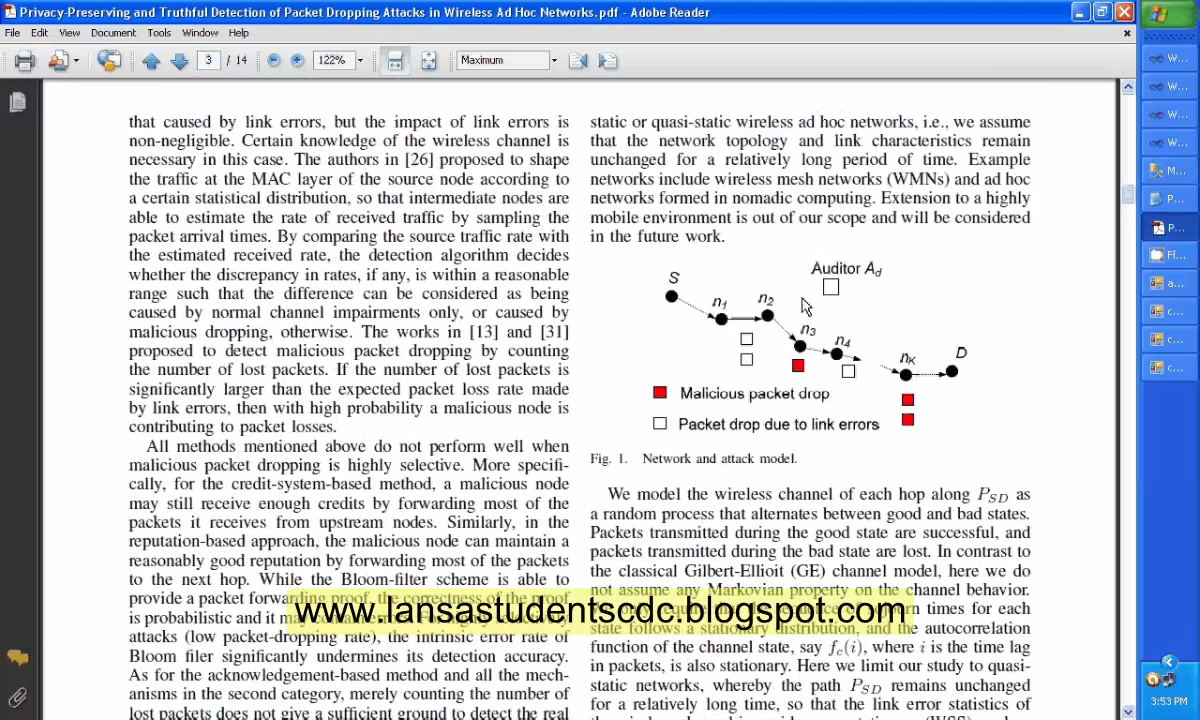 Privacy-Preserving and Truthful Detection of Packet Dropping Attacks in Wireless Ad Hoc Networks.pdf - Adobe Reader
File Edit View Document Tools Window Help
3 / 14 122% Maximum
that caused by link errors, but the impact of link errors is
non-negligible. Certain knowledge of the wireless channel is
necessary in this case. The authors in [26] proposed to shape
the traffic at the MAC layer of the source node according to
a certain statistical distribution, so that intermediate nodes are
able to estimate the rate of received traffic by sampling the
packet arrival times. By comparing the source traffic rate with
the estimated received rate, the detection algorithm decides
whether the discrepancy in rates, if any, is within a reasonable
range such that the difference can be considered as being
caused by normal channel impairments only, or caused by
malicious dropping, otherwise. The works in [13] and [31]
proposed to detect malicious packet dropping by counting
the number of lost packets. If the number of lost packets is
significantly larger than the expected packet loss rate made
by link errors, then with high probability a malicious node is
contributing to packet losses.
All methods mentioned above do not perform well when
malicious packet dropping is highly selective. More specifi-
cally, for the credit-system-based method, a malicious node
may still receive enough credits by forwarding most of the
packets it receives from upstream nodes. Similarly, in the
reputation-based approach, the malicious node can maintain a
reasonably good reputation by forwarding most of the packets
to the next hop. While the Bloom-filter scheme is able to
provide a packet forwarding proof, the correctness of the proof
is probabilistic and it may
attacks (low packet-dropping rate), the intrinsic error rate of
Bloom filer significantly undermines its detection accuracy.
As for the acknowledgement-based method and all the mech-
anisms in the second category, merely counting the number of
lost packets does not give a sufficient ground to detect the real
static or quasi-static wireless ad hoc networks, i.e., we assume
that the network topology and link characteristics remain
unchanged for a relatively long period of time. Example
networks include wireless mesh networks (WMNs) and ad hoc
networks formed in nomadic computing. Extension to a highly
mobile environment is out of our scope and will be considered
in the future work.
Auditor Ad
S n1 n2 n3 n4 nK D
Malicious packet drop
Packet drop due to link errors
Fig. 1. Network and attack model.
We model the wireless channel of each hop along PSD as
a random process that alternates between good and bad states.
Packets transmitted during the good state are successful, and
packets transmitted during the bad state are lost. In contrast to
the classical Gilbert-Ellioit (GE) channel model, here we do
not assume any Markovian property on the channel behavior.
times for each
state follows a stationary distribution, and the autocorrelation
function of the channel state, say fc(i), where i is the time lag
in packets, is also stationary. Here we limit our study to quasi-
static networks, whereby the path PSD remains unchanged
for a relatively long time, so that the link error statistics of
www.lansastudentscdc.blogspot.com
W...
W...
W...
W...
M...
P...
P...
Fl...
a...
c...
c...
c...
3:53 PM